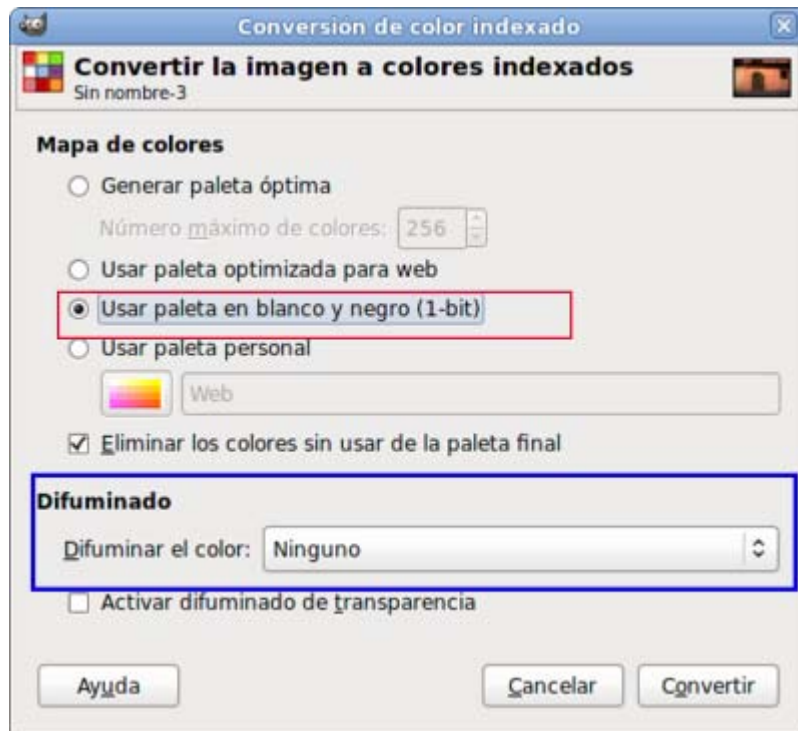 Conversión de color indexado
Convertir la imagen a colores indexados
Sin nombre-3
Mapa de colores
Generar paleta óptima
Número máximo de colores: 256
Usar paleta optimizada para web
Usar paleta en blanco y negro (1-bit)
Usar paleta personal
Web
Eliminar los colores sin usar de la paleta final
Difuminado
Difuminar el color: Ninguno
Activar difuminado de transparencia
Ayuda Cancelar Convertir